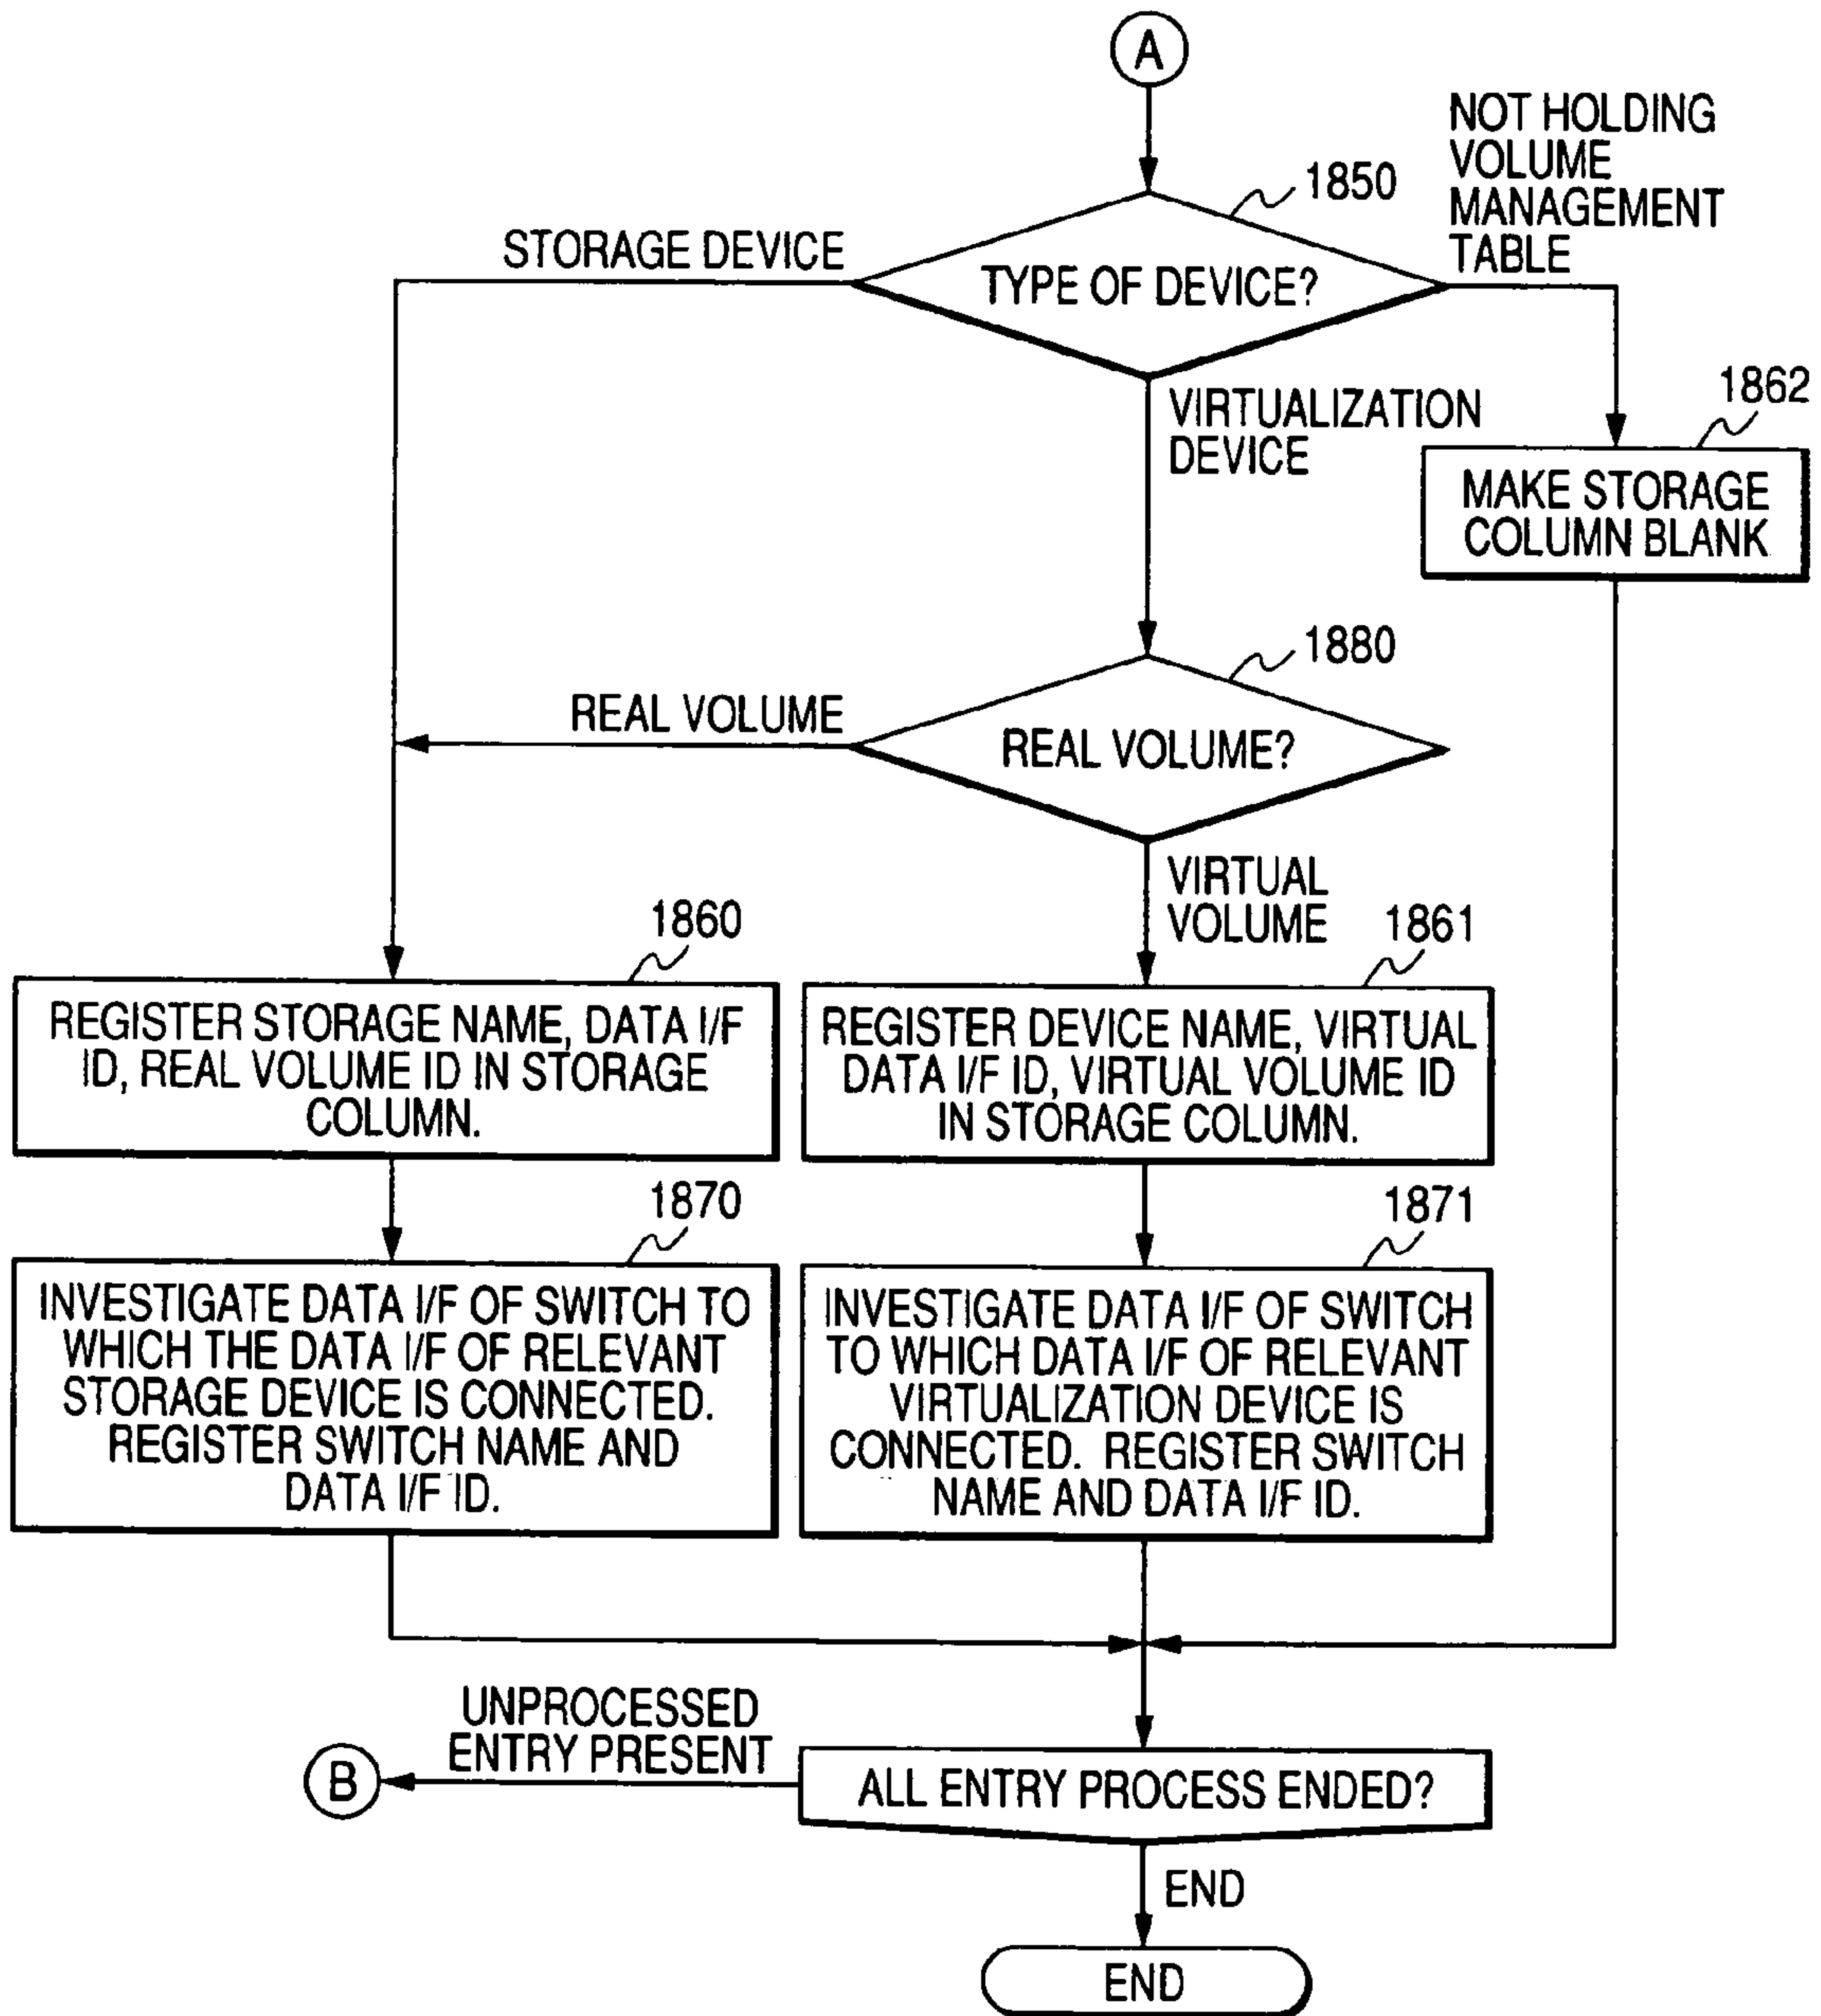 A
NOT HOLDING
VOLUME
MANAGEMENT
TABLE
1850
STORAGE DEVICE
TYPE OF DEVICE?
1862
VIRTUALIZATION
DEVICE
MAKE STORAGE
COLUMN BLANK
1880
REAL VOLUME
REAL VOLUME?
VIRTUAL
VOLUME
1860
1861
REGISTER STORAGE NAME, DATA I/F
ID, REAL VOLUME ID IN STORAGE
COLUMN.
REGISTER DEVICE NAME, VIRTUAL
DATA I/F ID, VIRTUAL VOLUME ID
IN STORAGE COLUMN.
1870
1871
INVESTIGATE DATA I/F OF SWITCH TO
WHICH THE DATA I/F OF RELEVANT
STORAGE DEVICE IS CONNECTED.
REGISTER SWITCH NAME AND
DATA I/F ID.
INVESTIGATE DATA I/F OF SWITCH
TO WHICH DATA I/F OF RELEVANT
VIRTUALIZATION DEVICE IS
CONNECTED. REGISTER SWITCH
NAME AND DATA I/F ID.
UNPROCESSED
ENTRY PRESENT
B
ALL ENTRY PROCESS ENDED?
END
END